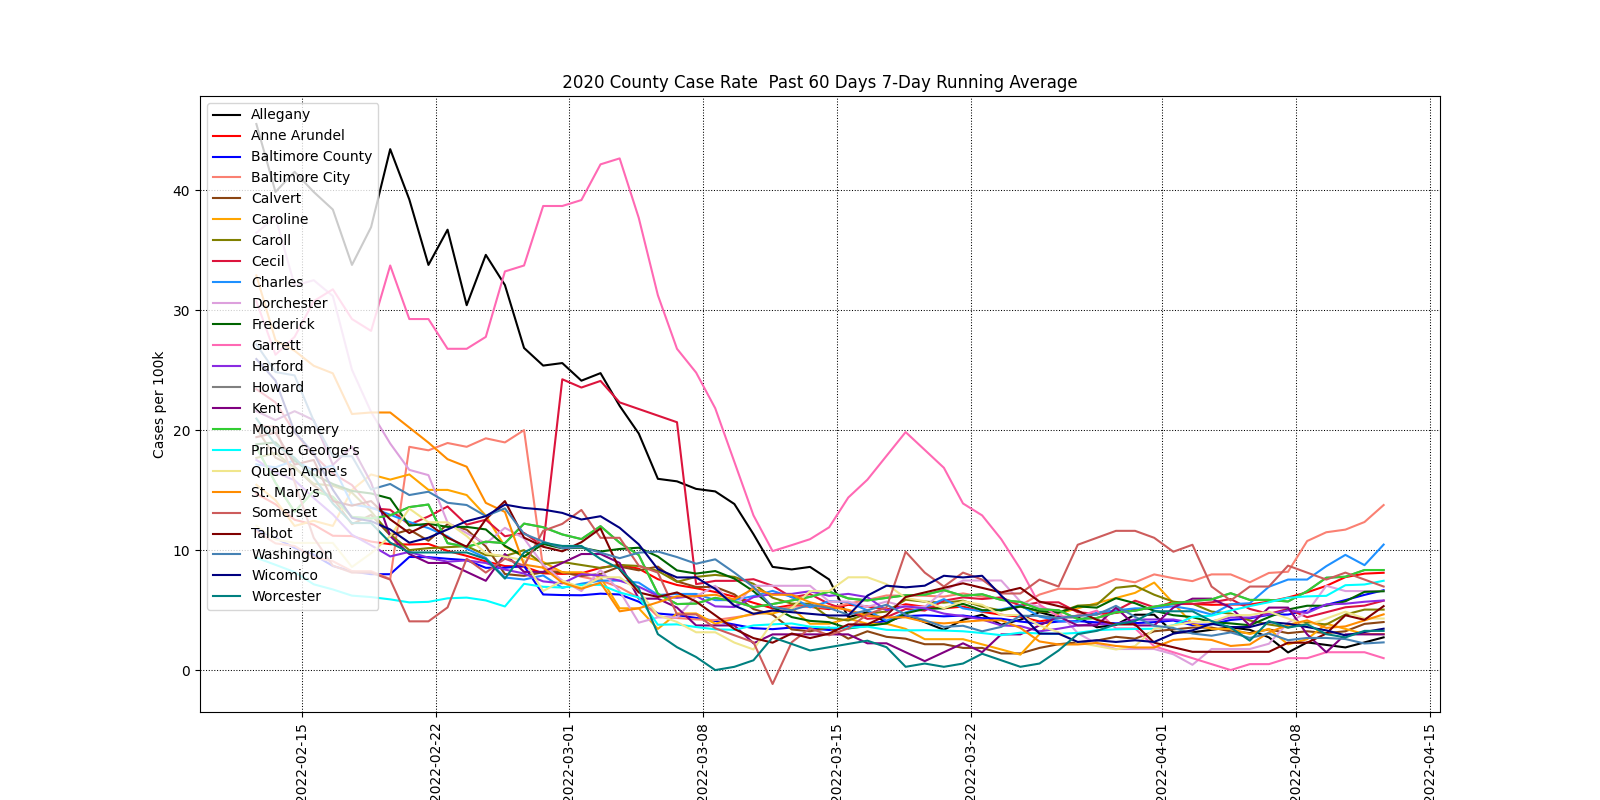 2020 County Case Rate  Past 60 Days 7-Day Running Average
Cases per 100k
40
30
20
10
0
Allegany
Anne Arundel
Baltimore County
Baltimore City
Calvert
Caroline
Caroll
Cecil
Charles
Dorchester
Frederick
Garrett
Harford
Howard
Kent
Montgomery
Prince George's
Queen Anne's
St. Mary's
Somerset
Talbot
Washington
Wicomico
Worcester
2022-02-15
2022-02-22
2022-03-01
2022-03-08
2022-03-15
2022-03-22
2022-04-01
2022-04-08
2022-04-15